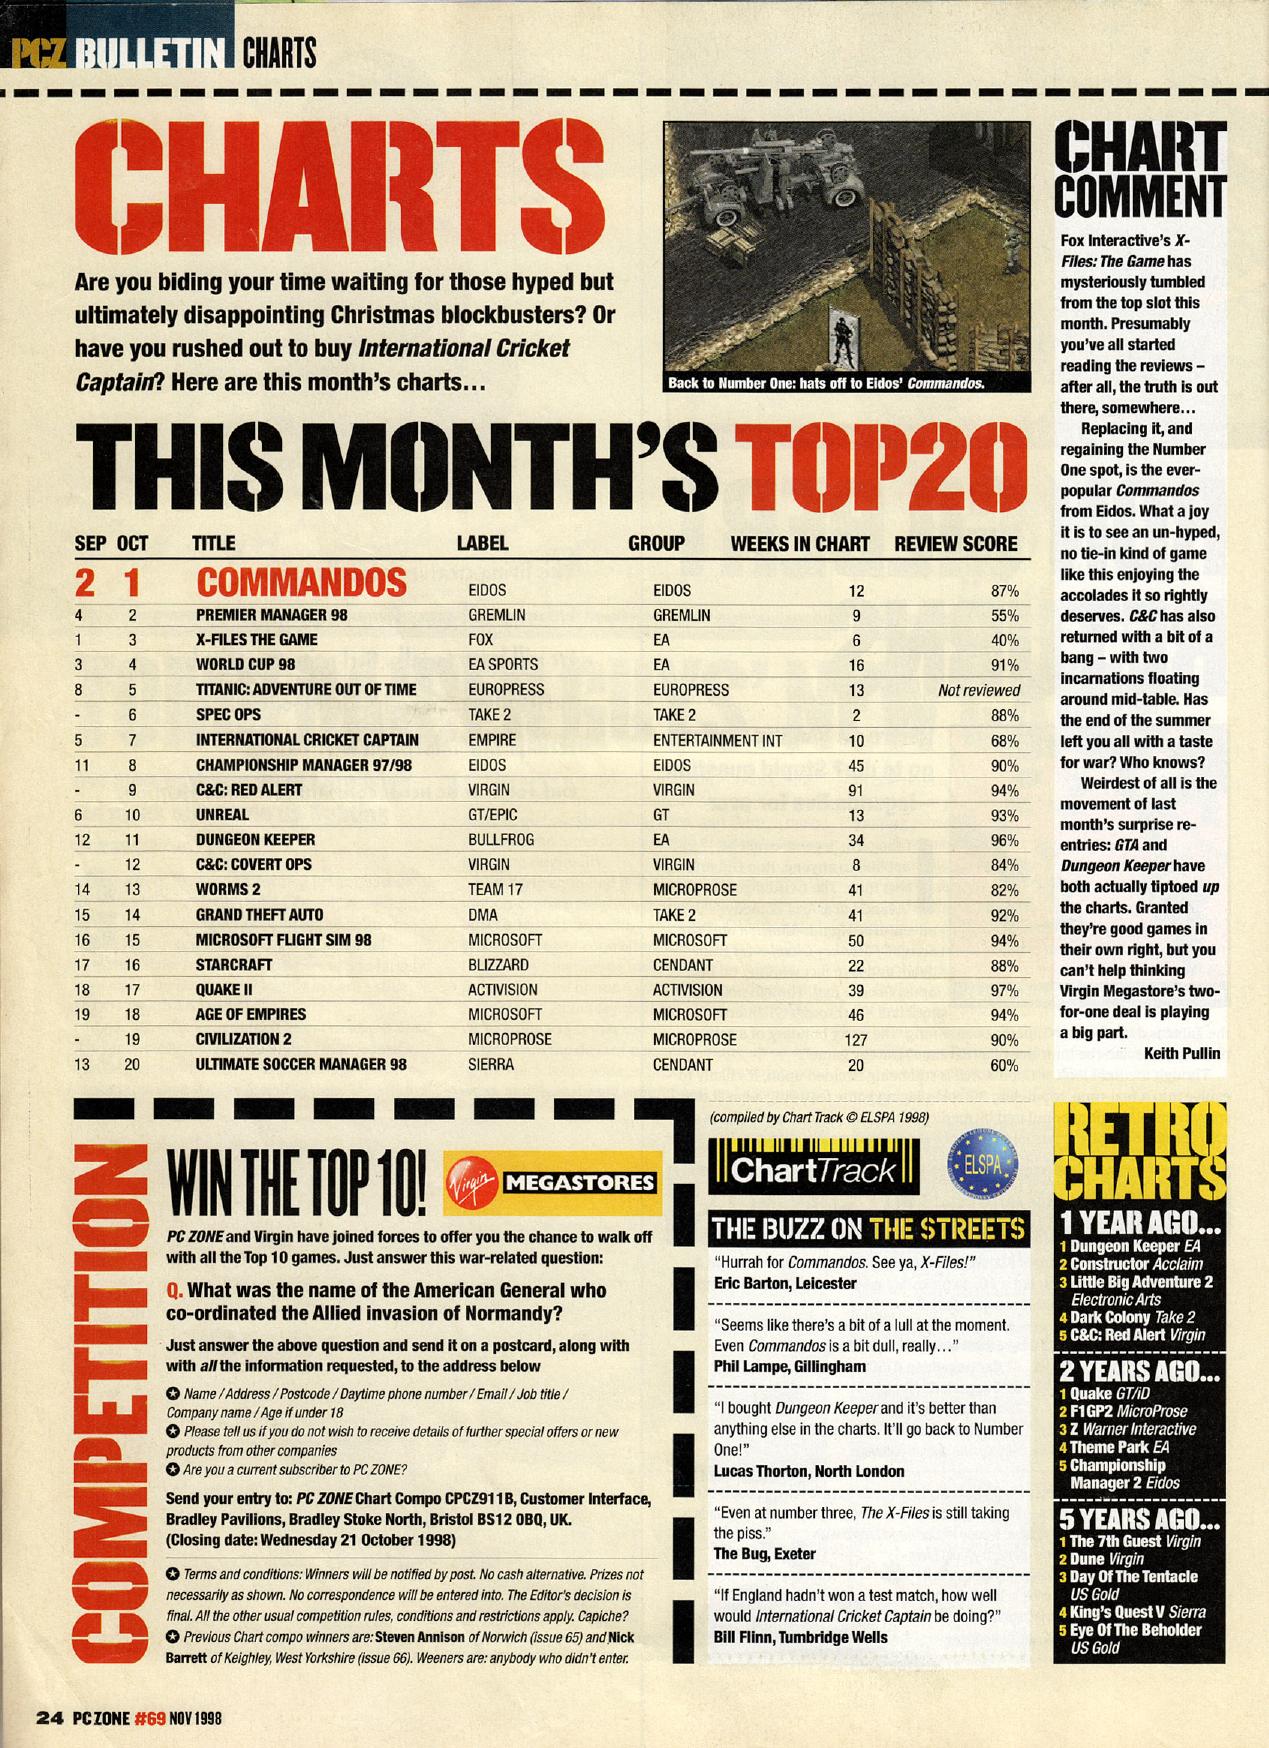 PCZ BULLETIN CHARTS
CHARTS
Are you biding your time waiting for those hyped but
ultimately disappointing Christmas blockbusters? Or
have you rushed out to buy International Cricket
Captain? Here are this month's charts...
Back to Number One: hats off to Eidos' Commandos.
THIS MONTH'S TOP20
SEP OCT TITLE LABEL GROUP WEEKS IN CHART REVIEW SCORE
2 1 COMMANDOS EIDOS EIDOS 12 87%
4 2 PREMIER MANAGER 98 GREMLIN GREMLIN 9 55%
1 3 X-FILES THE GAME FOX EA 6 40%
3 4 WORLD CUP 98 EA SPORTS EA 16 91%
8 5 TITANIC: ADVENTURE OUT OF TIME EUROPRESS EUROPRESS 13 Not reviewed
- 6 SPEC OPS TAKE 2 TAKE 2 2 88%
5 7 INTERNATIONAL CRICKET CAPTAIN EMPIRE ENTERTAINMENT INT 10 68%
11 8 CHAMPIONSHIP MANAGER 97/98 EIDOS EIDOS 45 90%
- 9 C&C: RED ALERT VIRGIN VIRGIN 91 94%
6 10 UNREAL GT/EPIC GT 13 93%
12 11 DUNGEON KEEPER BULLFROG EA 34 96%
- 12 C&C: COVERT OPS VIRGIN VIRGIN 8 84%
14 13 WORMS 2 TEAM 17 MICROPROSE 41 82%
15 14 GRAND THEFT AUTO DMA TAKE 2 41 92%
16 15 MICROSOFT FLIGHT SIM 98 MICROSOFT MICROSOFT 50 94%
17 16 STARCRAFT BLIZZARD CENDANT 22 88%
18 17 QUAKE II ACTIVISION ACTIVISION 39 97%
19 18 AGE OF EMPIRES MICROSOFT MICROSOFT 46 94%
- 19 CIVILIZATION 2 MICROPROSE MICROPROSE 127 90%
13 20 ULTIMATE SOCCER MANAGER 98 SIERRA CENDANT 20 60%
CHART
COMMENT
Fox Interactive's X-
Files: The Game has
mysteriously tumbled
from the top slot this
month. Presumably
you've all started
reading the reviews –
after all, the truth is out
there, somewhere...
Replacing it, and
regaining the Number
One spot, is the ever-
popular Commandos
from Eidos. What a joy
it is to see an un-hyped,
no tie-in kind of game
like this enjoying the
accolades it so rightly
deserves. C&C has also
returned with a bit of a
bang – with two
incarnations floating
around mid-table. Has
the end of the summer
left you all with a taste
for war? Who knows?
Weirdest of all is the
movement of last
month's surprise re-
entries: GTA and
Dungeon Keeper have
both actually tiptoed up
the charts. Granted
they're good games in
their own right, but you
can't help thinking
Virgin Megastore's two-
for-one deal is playing
a big part.
Keith Pullin
COMPETITION
WIN THE TOP 10!
Virgin MEGASTORES
PC ZONE and Virgin have joined forces to offer you the chance to walk off
with all the Top 10 games. Just answer this war-related question:
Q. What was the name of the American General who
co-ordinated the Allied invasion of Normandy?
Just answer the above question and send it on a postcard, along with
with all the information requested, to the address below
✪ Name / Address / Postcode / Daytime phone number / Email / Job title /
Company name / Age if under 18
✪ Please tell us if you do not wish to receive details of further special offers or new
products from other companies
✪ Are you a current subscriber to PC ZONE?
Send your entry to: PC ZONE Chart Compo CPCZ911B, Customer Interface,
Bradley Pavilions, Bradley Stoke North, Bristol BS12 0BQ, UK.
(Closing date: Wednesday 21 October 1998)
✪ Terms and conditions: Winners will be notified by post. No cash alternative. Prizes not
necessarily as shown. No correspondence will be entered into. The Editor's decision is
final. All the other usual competition rules, conditions and restrictions apply. Capiche?
✪ Previous Chart compo winners are: Steven Annison of Norwich (issue 65) and Nick
Barrett of Keighley, West Yorkshire (issue 66). Weeners are: anybody who didn't enter.
(compiled by Chart Track © ELSPA 1998)
ChartTrack
ELSPA
THE BUZZ ON THE STREETS
"Hurrah for Commandos. See ya, X-Files!"
Eric Barton, Leicester
"Seems like there's a bit of a lull at the moment.
Even Commandos is a bit dull, really..."
Phil Lampe, Gillingham
"I bought Dungeon Keeper and it's better than
anything else in the charts. It'll go back to Number
One!"
Lucas Thorton, North London
"Even at number three, The X-Files is still taking
the piss."
The Bug, Exeter
"If England hadn't won a test match, how well
would International Cricket Captain be doing?"
Bill Flinn, Tumbridge Wells
RETRO
CHARTS
1 YEAR AGO...
1 Dungeon Keeper EA
2 Constructor Acclaim
3 Little Big Adventure 2
Electronic Arts
4 Dark Colony Take 2
5 C&C: Red Alert Virgin
2 YEARS AGO...
1 Quake GT/iD
2 F1GP2 MicroProse
3 Z Warner Interactive
4 Theme Park EA
5 Championship
Manager 2 Eidos
5 YEARS AGO...
1 The 7th Guest Virgin
2 Dune Virgin
3 Day Of The Tentacle
US Gold
4 King's Quest V Sierra
5 Eye Of The Beholder
US Gold
24 PC ZONE #69 NOV 1998